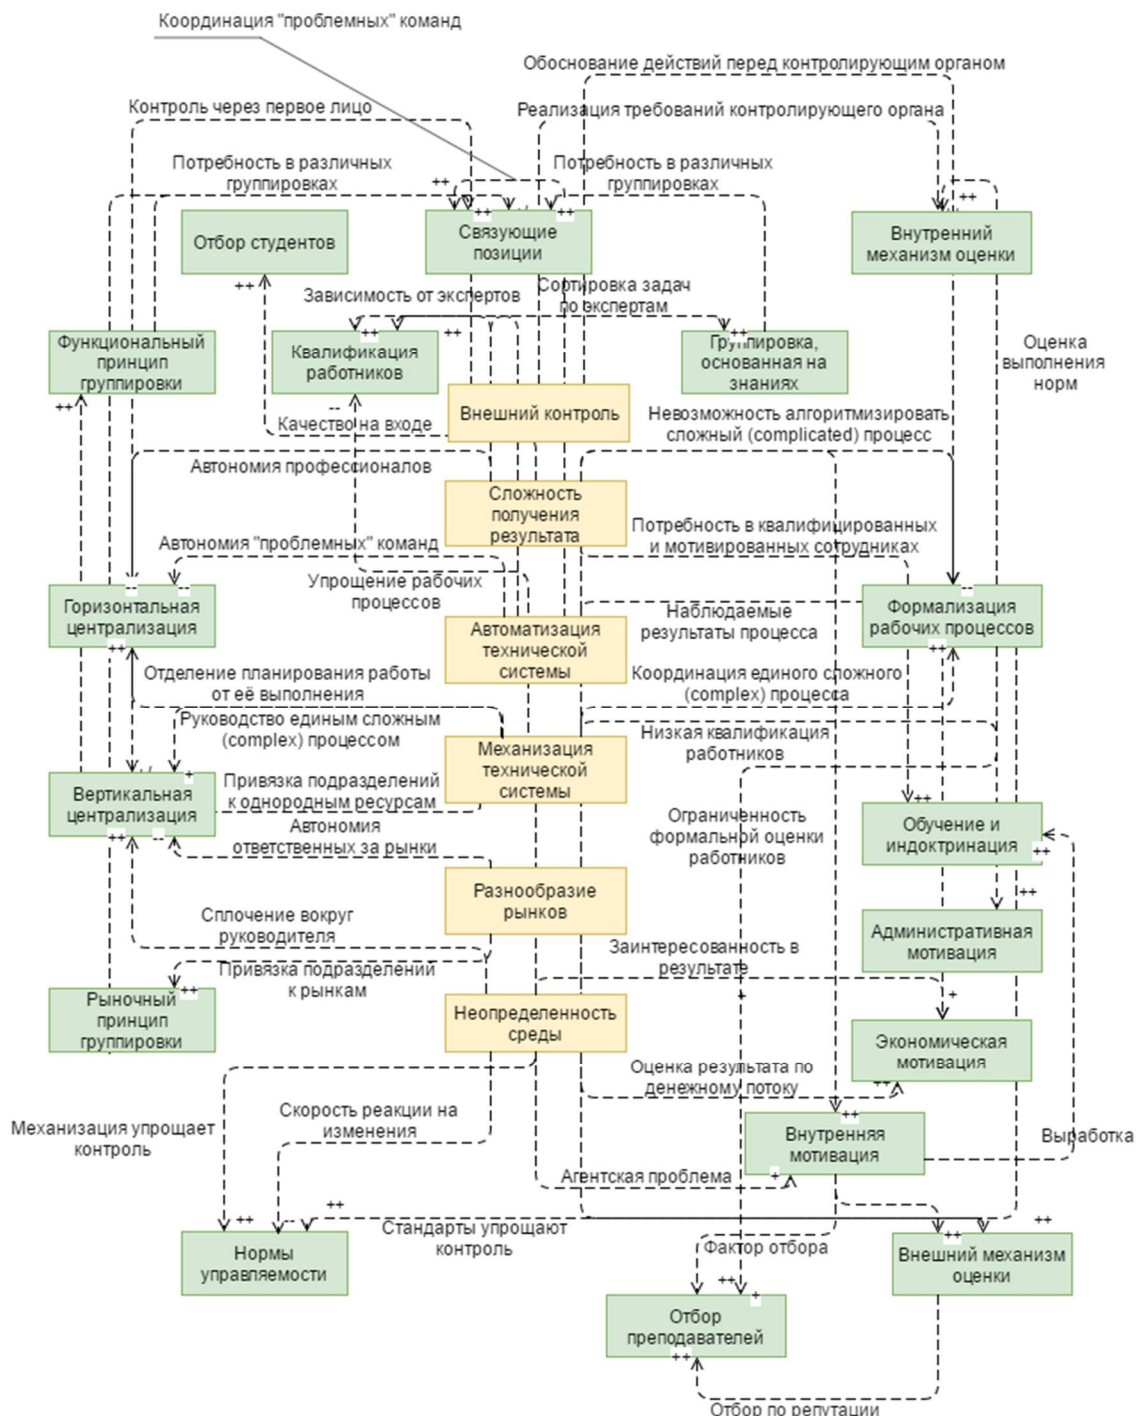 Координация "проблемных" команд
Обоснование действий перед контролирующим органом
Контроль через первое лицо
Реализация требований контролирующего органа
Потребность в различных
группировках
++
Потребность в различных
группировках
++
++
++
Отбор студентов
Связующие
позиции
Внутренний
механизм оценки
++
Зависимость от экспертов
Сортировка задач
по экспертам
Функциональный
принцип
группировки
++
++
Квалификация
работников
++
Группировка,
основанная на
знаниях
Оценка
выполнения
норм
++
--
Качество на входе
Внешний контроль
Невозможность алгоритмизировать
сложный (complicated) процесс
Автономия профессионалов
Сложность
получения
результата
Потребность в квалифицированных
и мотивированных сотрудниках
Автономия "проблемных" команд
Упрощение рабочих
процессов
--
--
--
Горизонтальная
централизация
++
Автоматизация
технической
системы
Наблюдаемые
результаты процесса
Формализация
рабочих процессов
++
Отделение планирования работы
от её выполнения
Координация единого сложного
(complex) процесса
Руководство единым сложным
(complex) процессом
Механизация
технической
системы
Низкая квалификация
работников
+
Вертикальная
централизация
++
--
Привязка подразделений
к однородным ресурсам
Автономия
ответственных за рынки
Ограниченность
формальной оценки
работников
++
Обучение и
индоктринация
++
Разнообразие
рынков
++
Сплочение вокруг
руководителя
Административная
мотивация
Заинтересованность в
результате
Привязка подразделений
к рынкам
++
Рыночный
принцип
группировки
Неопределенность
среды
+
+
Экономическая
мотивация
++
Оценка результата по
денежному потоку
Механизация упрощает
контроль
Скорость реакции на
изменения
++
Внутренняя
мотивация
+
Выработка
Агентская проблема
++
--
++
Стандарты упрощают
контроль
++
++
Нормы
управляемости
Фактор отбора
Внешний механизм
оценки
++
+
Отбор
преподавателей
++
Отбор по репутации